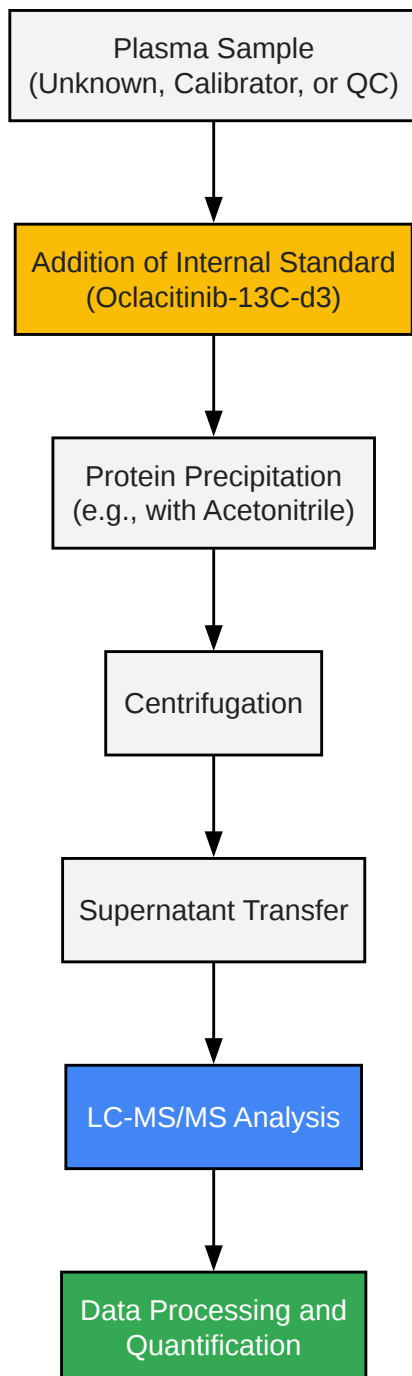 Plasma Sample
(Unknown, Calibrator, or QC)
Addition of Internal Standard
(Oclacitinib-13C-d3)
Protein Precipitation
(e.g., with Acetonitrile)
Centrifugation
Supernatant Transfer
LC-MS/MS Analysis
Data Processing and
Quantification